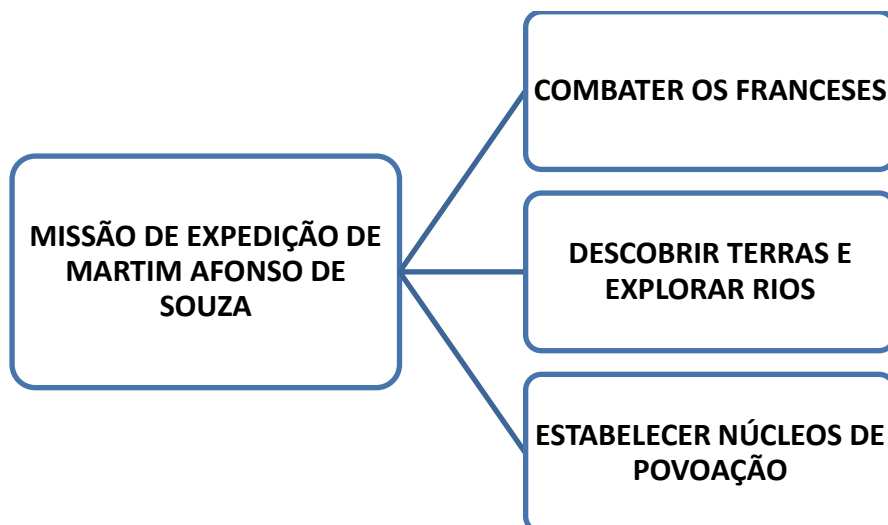 MISSÃO DE EXPEDIÇÃO DE
MARTIM AFONSO DE
SOUZA
COMBATER OS FRANCESES
DESCOBRIR TERRAS E
EXPLORAR RIOS
ESTABELECER NÚCLEOS DE
POVOAÇÃO